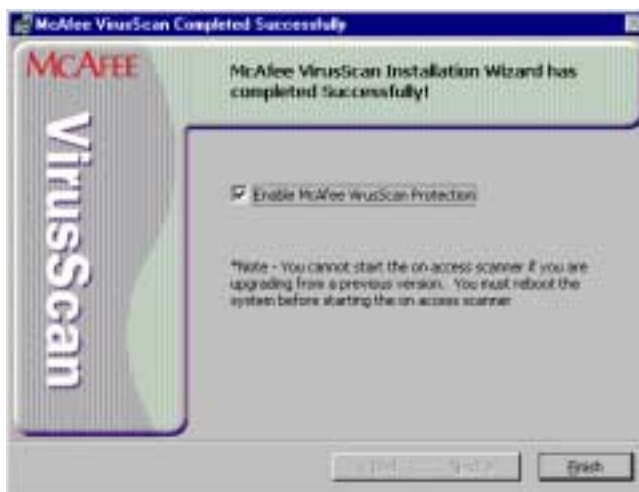 McAfee VirusScan Completed Successfully
MCAFEE
VirusScan
McAfee VirusScan Installation Wizard has
completed Successfully!
Enable McAfee VirusScan Protection
*Note - You cannot start the on-access scanner if you are
upgrading from a previous version. You must reboot the
system before starting the on access scanner
Next >
Finish